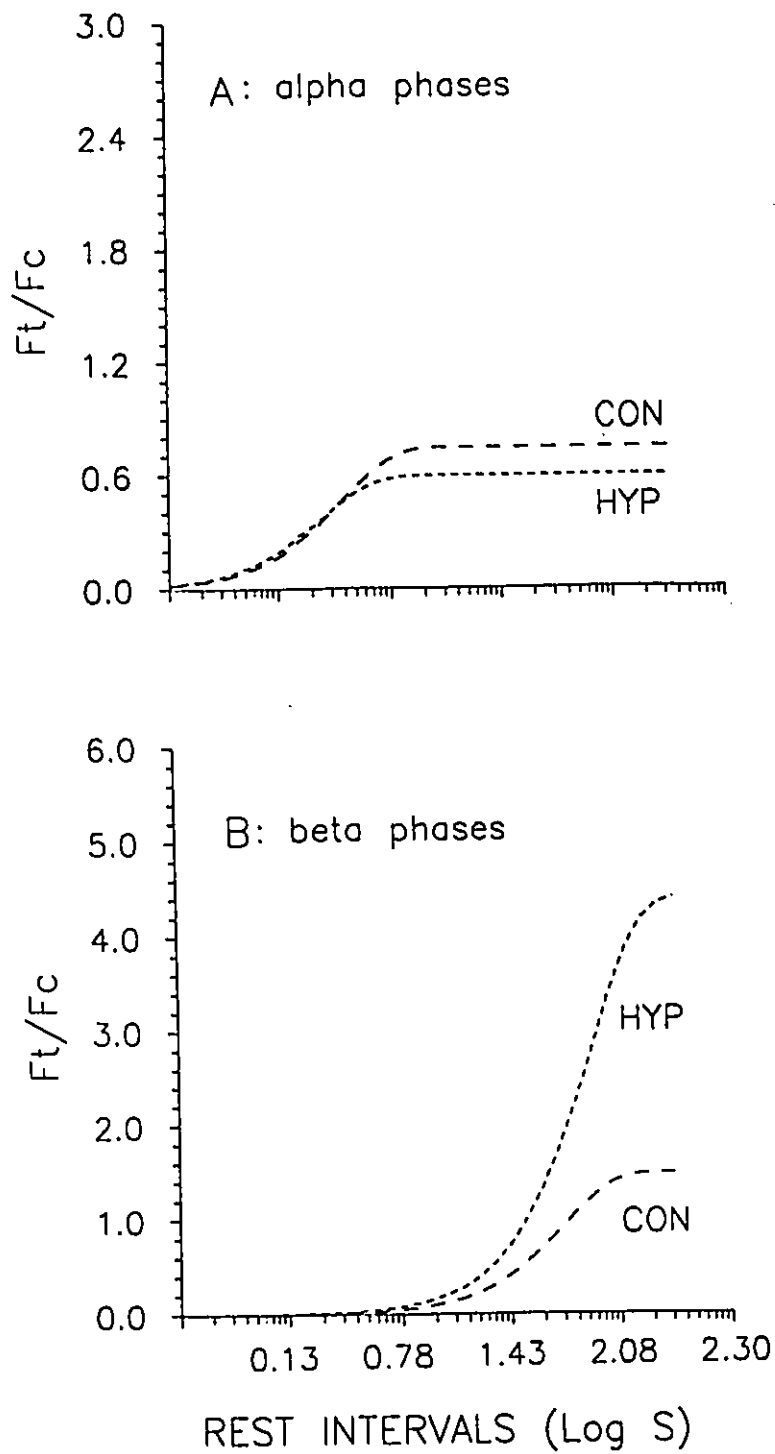 3.0
A: alpha phases
2.4
1.8
Ft/Fc
1.2
CON
0.6
HYP
0.0
6.0
B: beta phases
5.0
4.0
Ft/Fc
HYP
3.0
2.0
1.0
CON
0.0
0.13 0.78 1.43 2.08 2.30
REST INTERVALS (Log S)